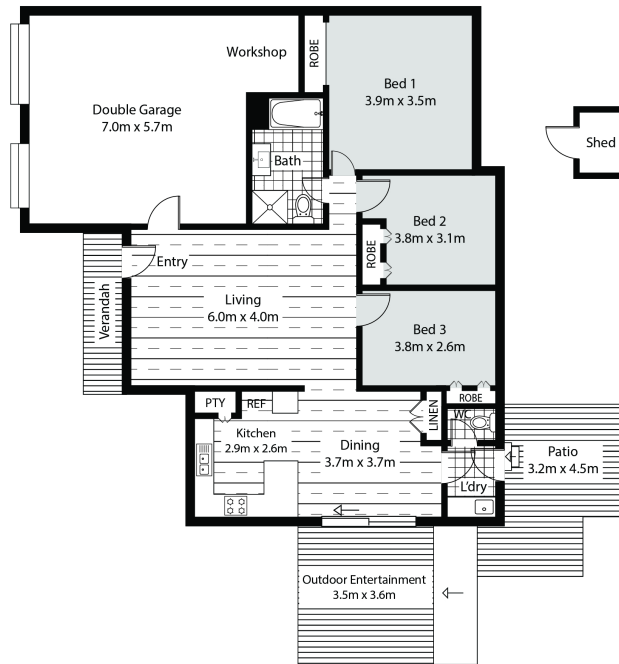 Workshop
ROBE
Bed 1
3.9m x 3.5m
Double Garage
7.0m x 5.7m
Shed
Bath
Bed 2
3.8m x 3.1m
ROBE
Entry
Verandah
Living
6.0m x 4.0m
Bed 3
3.8m x 2.6m
ROBE
PTY
REF
LINEN
WC
Kitchen
2.9m x 2.6m
Dining
3.7m x 3.7m
Patio
3.2m x 4.5m
L'dry
Outdoor Entertainment
3.5m x 3.6m